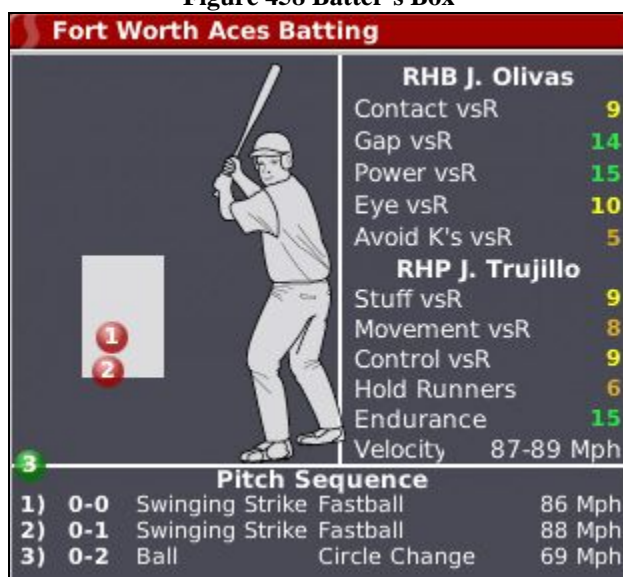 Figure 458 Batter's Box
Fort Worth Aces Batting
RHB J. Olivas
Contact vsR 9
Gap vsR 14
Power vsR 15
Eye vsR 10
Avoid K's vsR 5
RHP J. Trujillo
Stuff vsR 9
Movement vsR 8
Control vsR 9
Hold Runners 6
Endurance 15
Velocity 87-89 Mph
1
2
3
Pitch Sequence
1) 0-0 Swinging Strike Fastball 86 Mph
2) 0-1 Swinging Strike Fastball 88 Mph
3) 0-2 Ball Circle Change 69 Mph